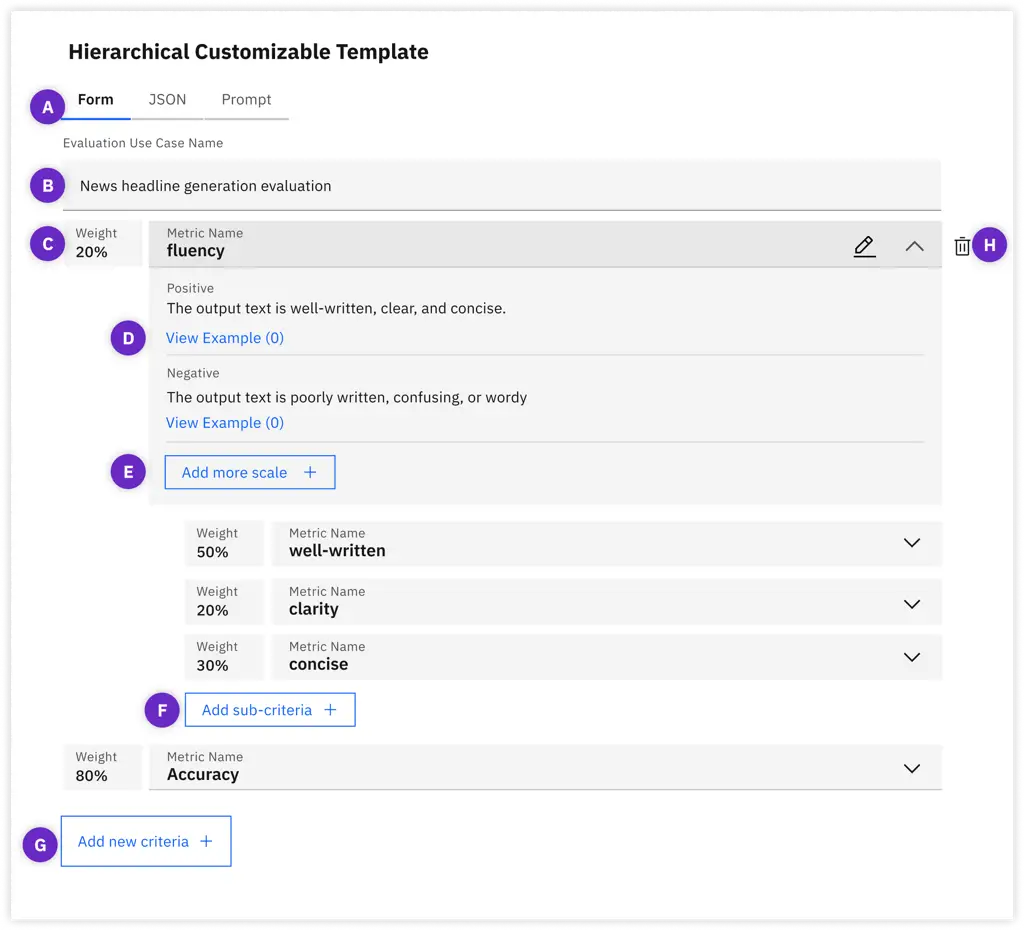 Hierarchical Customizable Template
A Form JSON Prompt
Evaluation Use Case Name
B News headline generation evaluation
C Weight Metric Name H
20% fluency
Positive
The output text is well-written, clear, and concise.
D View Example (0)
Negative
The output text is poorly written, confusing, or wordy
View Example (0)
E Add more scale +
Weight Metric Name
50% well-written
Weight Metric Name
20% clarity
Weight Metric Name
30% concise
F Add sub-criteria +
Weight Metric Name
80% Accuracy
G Add new criteria +